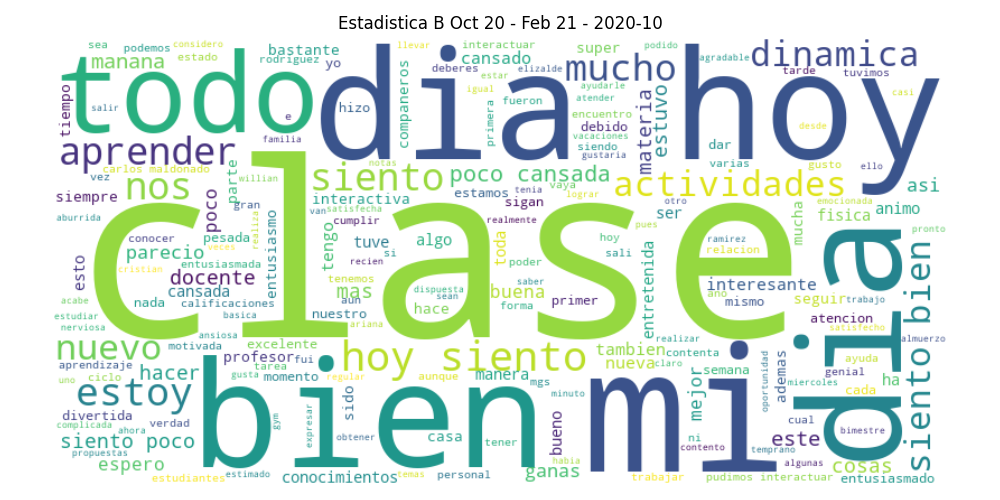 Estadistica B Oct 20 - Feb 21 - 2020-10
sea podemos considero estado
manana rodriguez bastante yo
llevar interactuar cansado super podido agradable
dinamica tarde tuvimos casi
todo dia hoy mucho
tiempo salir e hizo companeros deberes elizalde igual estar ayudarle atender
aprender familia primera fueron encuentro vacaciones debido siendo gustaria materia estuvo dar varias desde gusto ello
carlos maldonado parte willian notas
vez nos siento poco cansada actividades asi
siempre poco gran interactiva van satisfecha cumplir estamos tenia sigan vaya lograr otro ser mucha emocionada fisica animo
clase
conocer realiza entusiasmo realmente pues hoy sali ramirez relacion pronto
esto parecio pesada veces tengo tuve si algo toda poder entretenida
cristian entusiasmada docente recien
nada cansada calificaciones tenemos aun mas dispuesta sean hace buena saber forma primer interesante mismo ano seguir trabajo
acabe estudiar nerviosa basica nuestro ariana atencion satisfecho
dia siento bien
nuevo ansiosa motivada excelente hoy siento tambien nueva claro realizar contenta almuerzo
aprendizaje uno ciclo hacer profesor tarea fui gusta momento regular aunque manera mgs minuto semana mejor oportunidad ademas miercoles genial ayuda cada ha
estoy bien mi
divertida complicada ahora verdad gym expresar sido obtener casa tener bueno habia ni contento temprano cual este bimestre
siento poco propuestas espero
estudiantes estimado conocimientos temas personal ganas trabajar pudimos interactuar algunas cosas entusiasmado